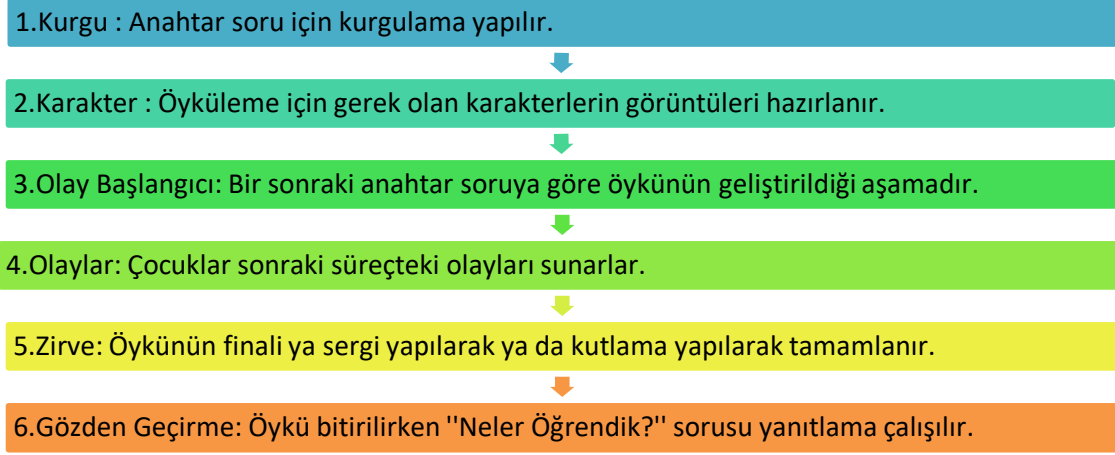 1.Kurgu : Anahtar soru için kurgulama yapılır.
2.Karakter : Öyküleme için gerek olan karakterlerin görüntüleri hazırlanır.
3.Olay Başlangıcı: Bir sonraki anahtar soruya göre öykünün geliştirildiği aşamadır.
4.Olaylar: Çocuklar sonraki süreçteki olayları sunarlar.
5.Zirve: Öykünün finali ya sergi yapılarak ya da kutlama yapılarak tamamlanır.
6.Gözden Geçirme: Öykü bitirilirken ''Neler Öğrendik?'' sorusu yanıtlama çalışılır.